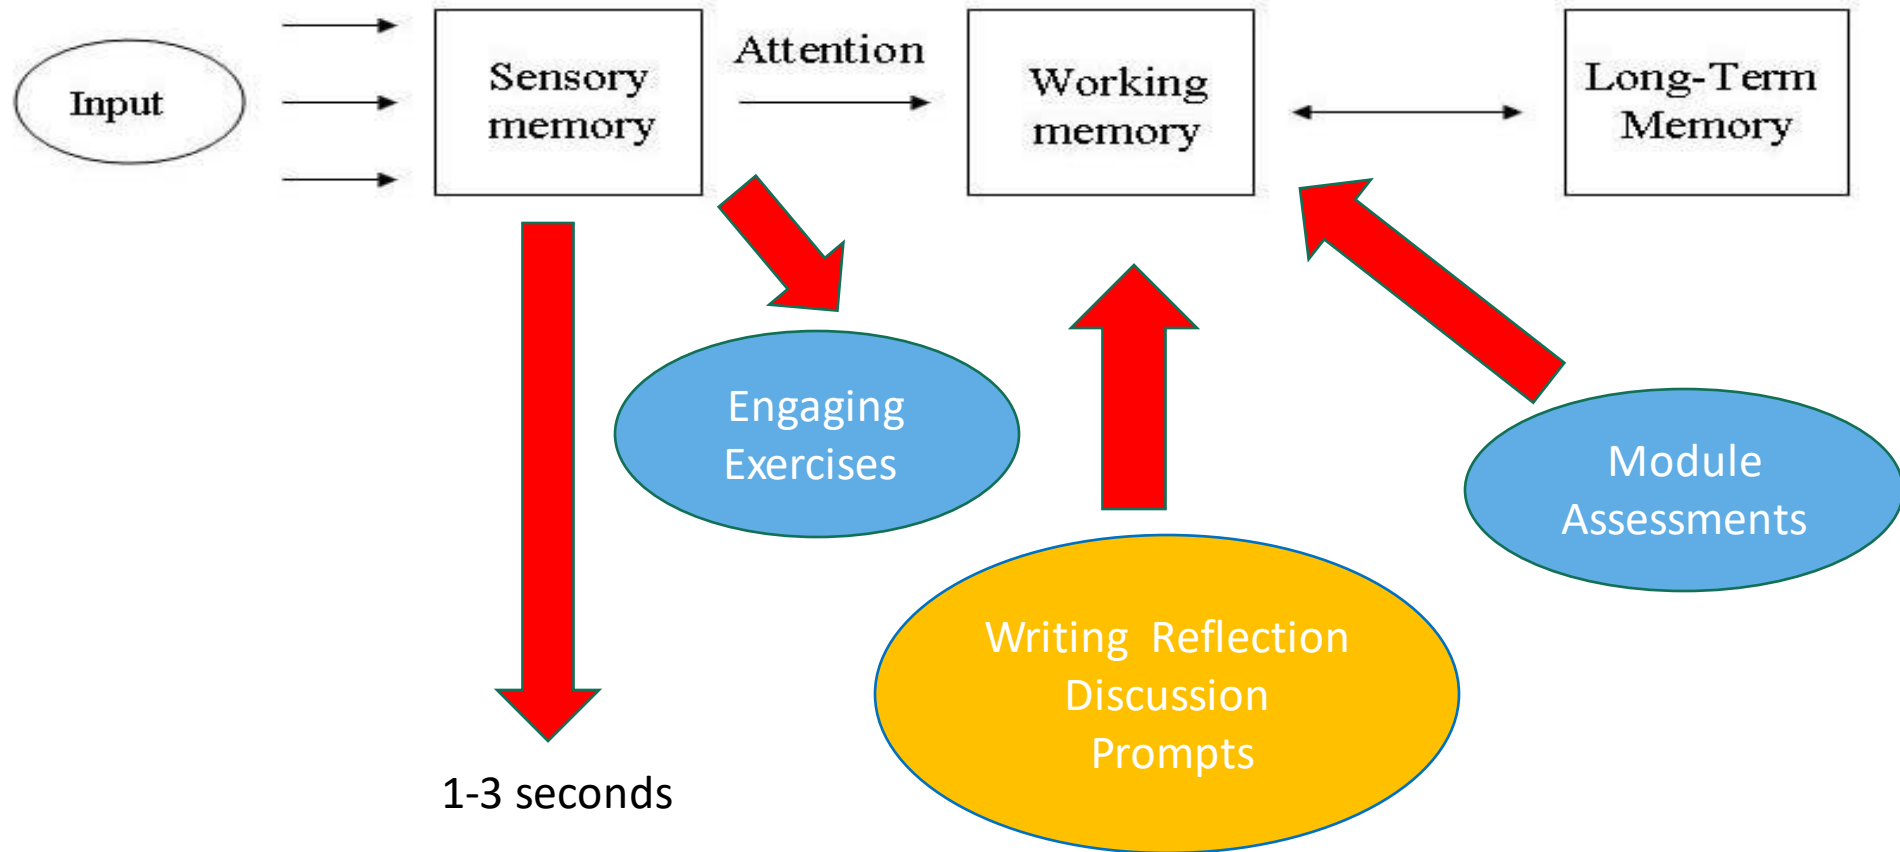 Input
Sensory
memory
Attention
Working
memory
Long-Term
Memory
Engaging
Exercises
Module
Assessments
Writing  Reflection
Discussion
Prompts
1-3 seconds